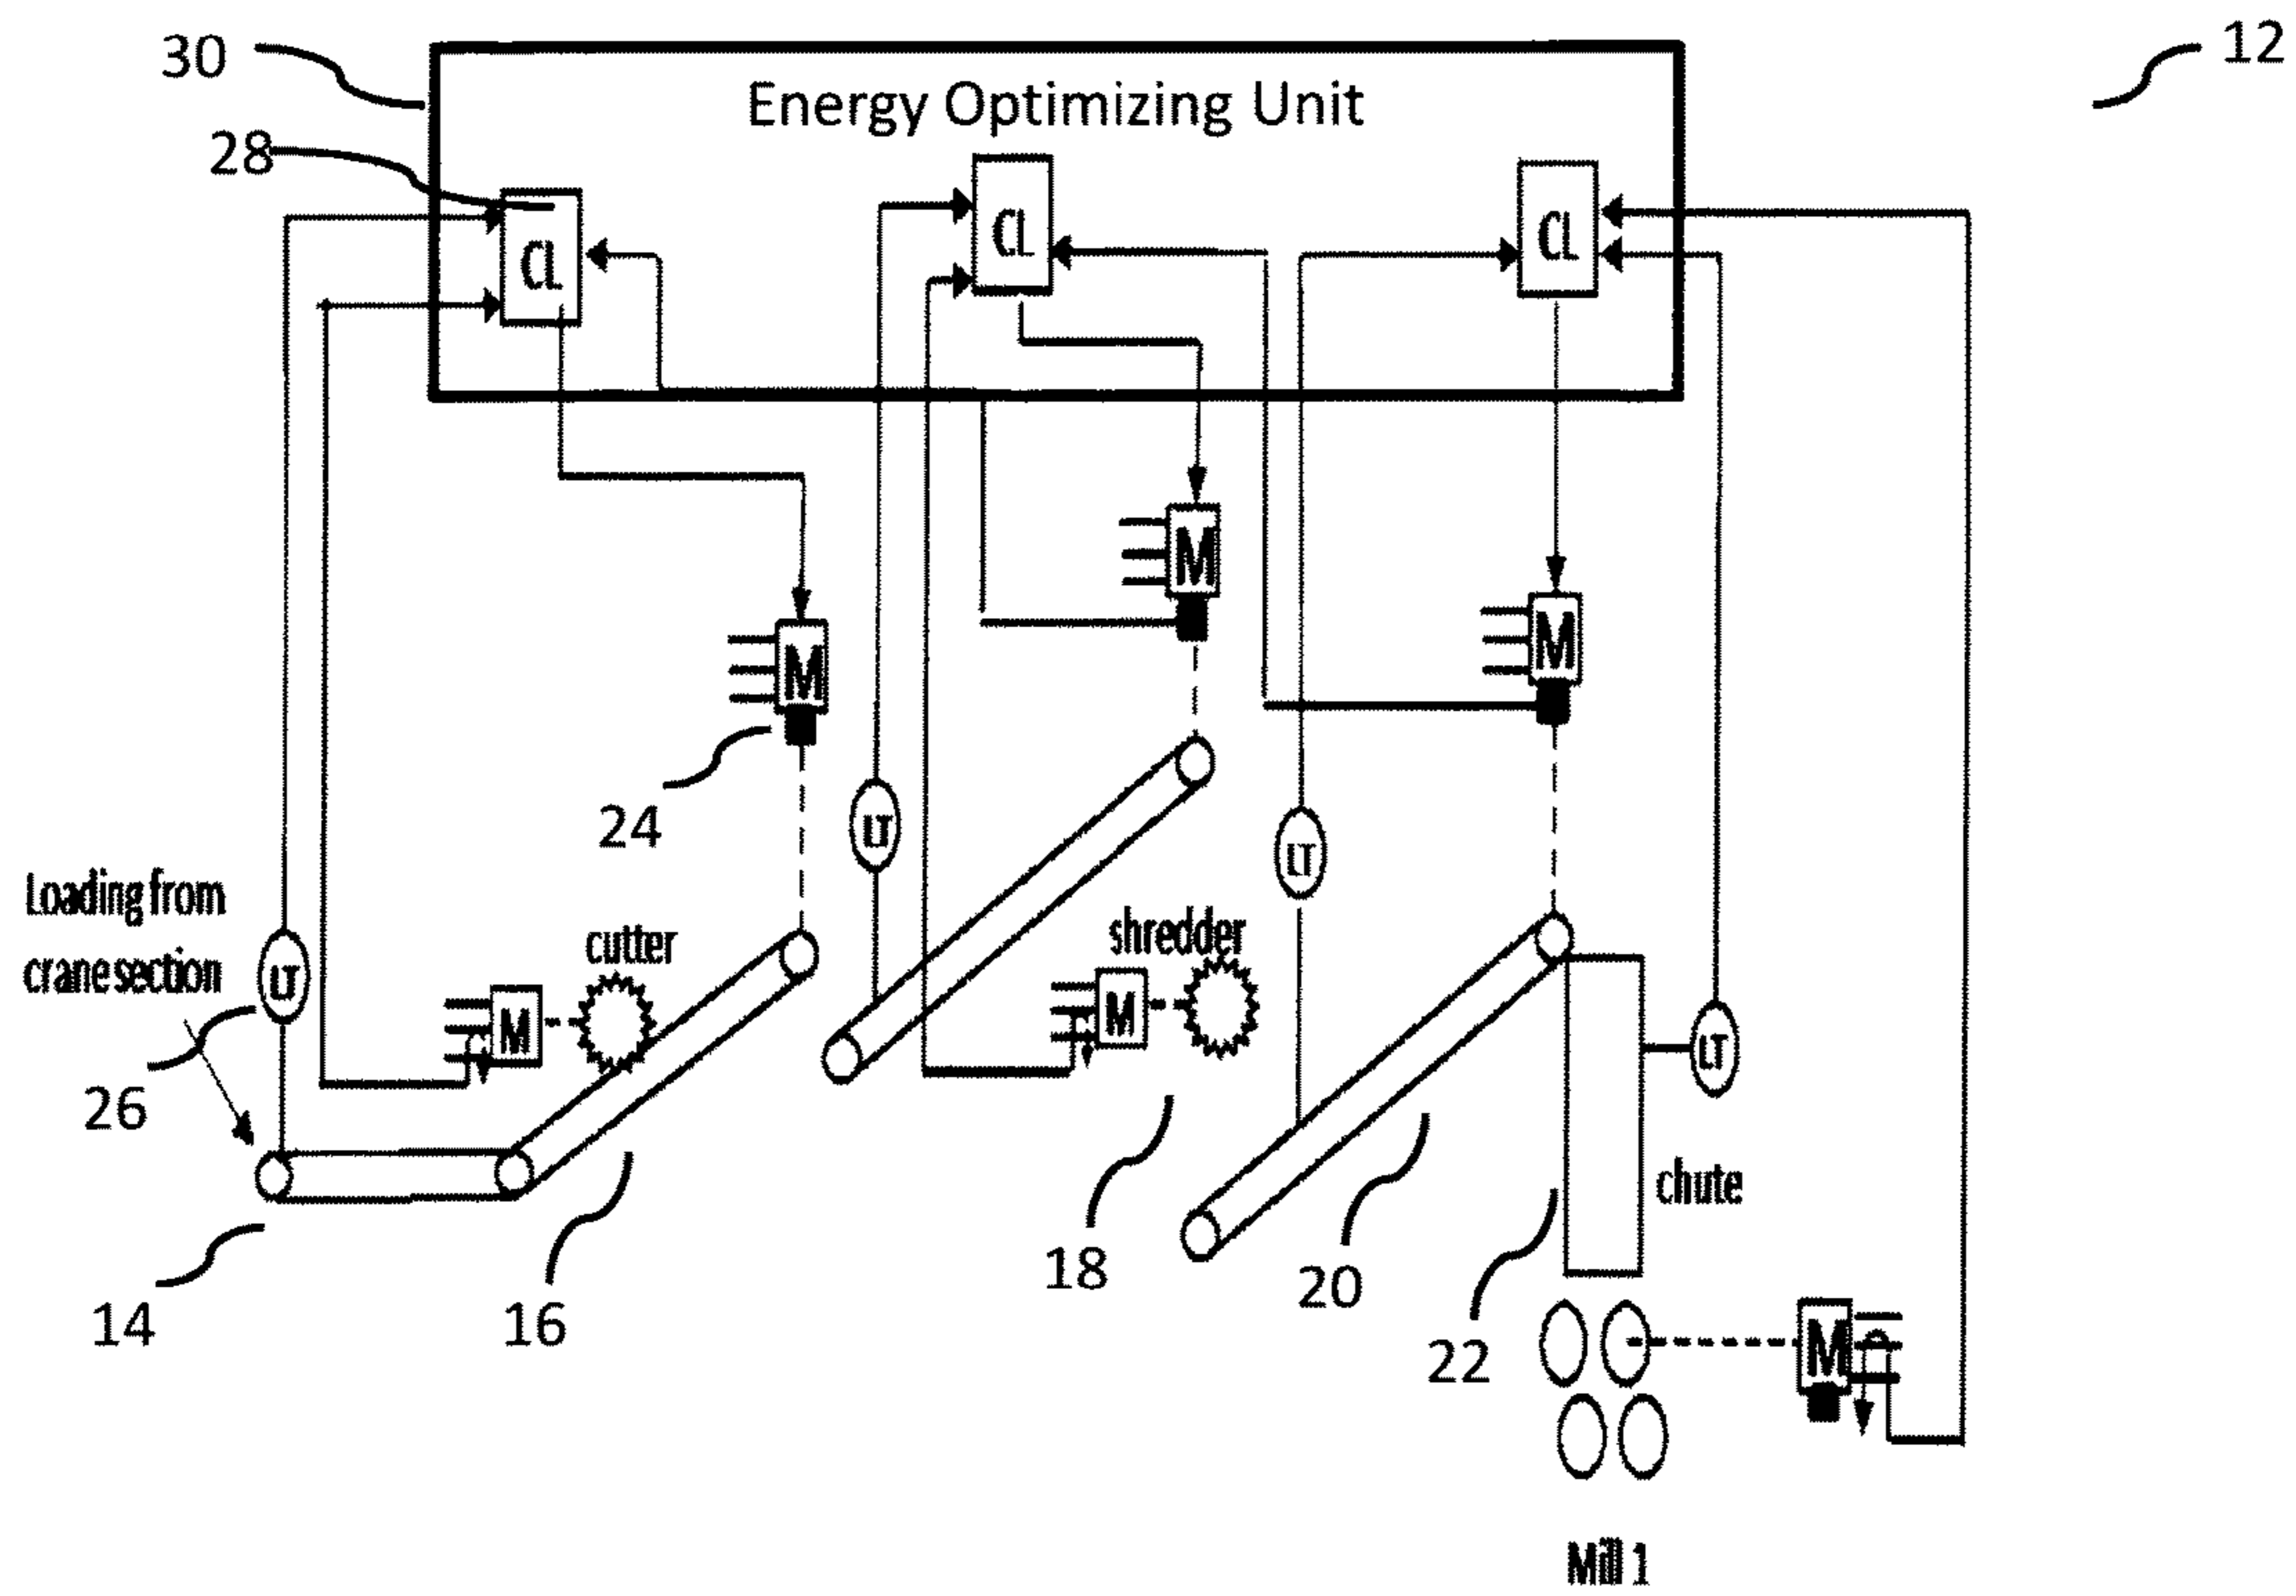 12
30
Energy Optimizing Unit
28
CL
CL
CL
M
M
M
24
LT
LT
Loading from
crane section
LT
cutter
shredder
M
M
LT
26
chute
14
16
18
20
22
M
Mill 1